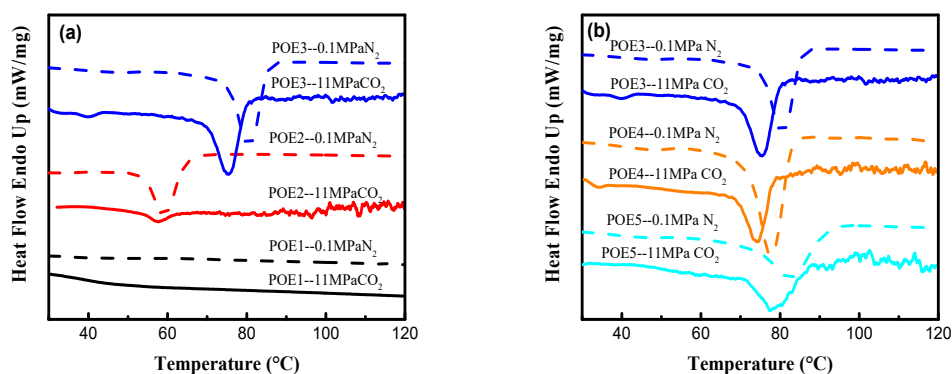 (a)
POE3--0.1MPaN₂
POE3--11MPaCO₂
POE2--0.1MPaN₂
POE2--11MPaCO₂
POE1--0.1MPaN₂
POE1--11MPaCO₂
Heat Flow Endo Up (mW/mg)
40 60 80 100 120
Temperature (°C)
(b)
POE3--0.1MPa N₂
POE3--11MPa CO₂
POE4--0.1MPa N₂
POE4--11MPa CO₂
POE5--0.1MPa N₂
POE5--11MPa CO₂
Heat Flow Endo Up (mW/mg)
40 60 80 100 120
Temperature (°C)